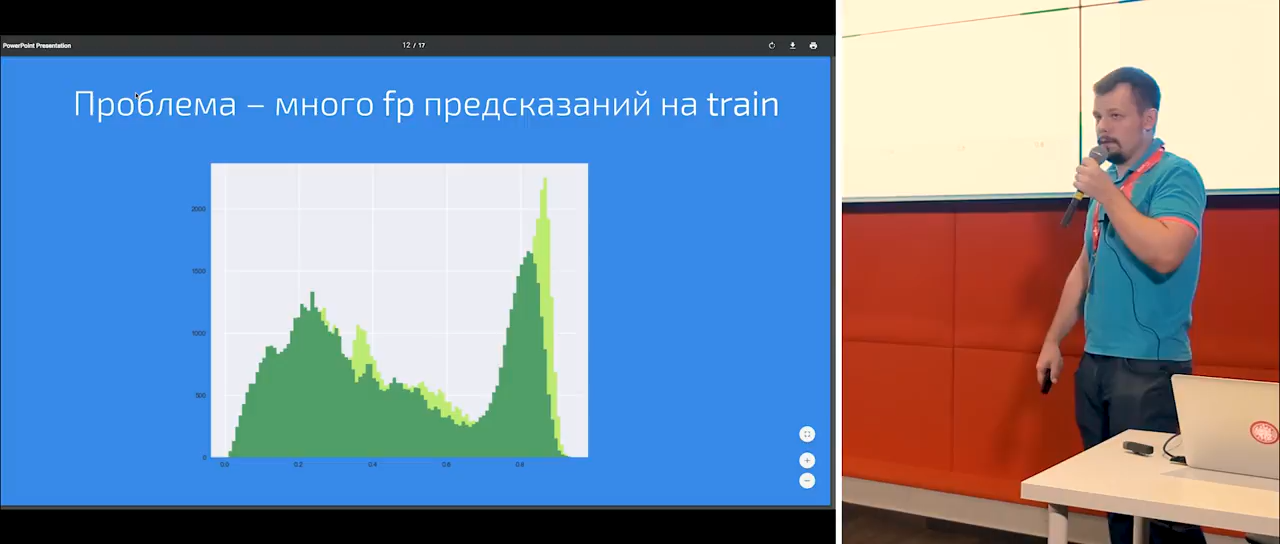 PowerPoint Presentation
12 / 17
Проблема – много fp предсказаний на train
2000
1500
1000
500
0
0.0 0.2 0.4 0.6 0.8